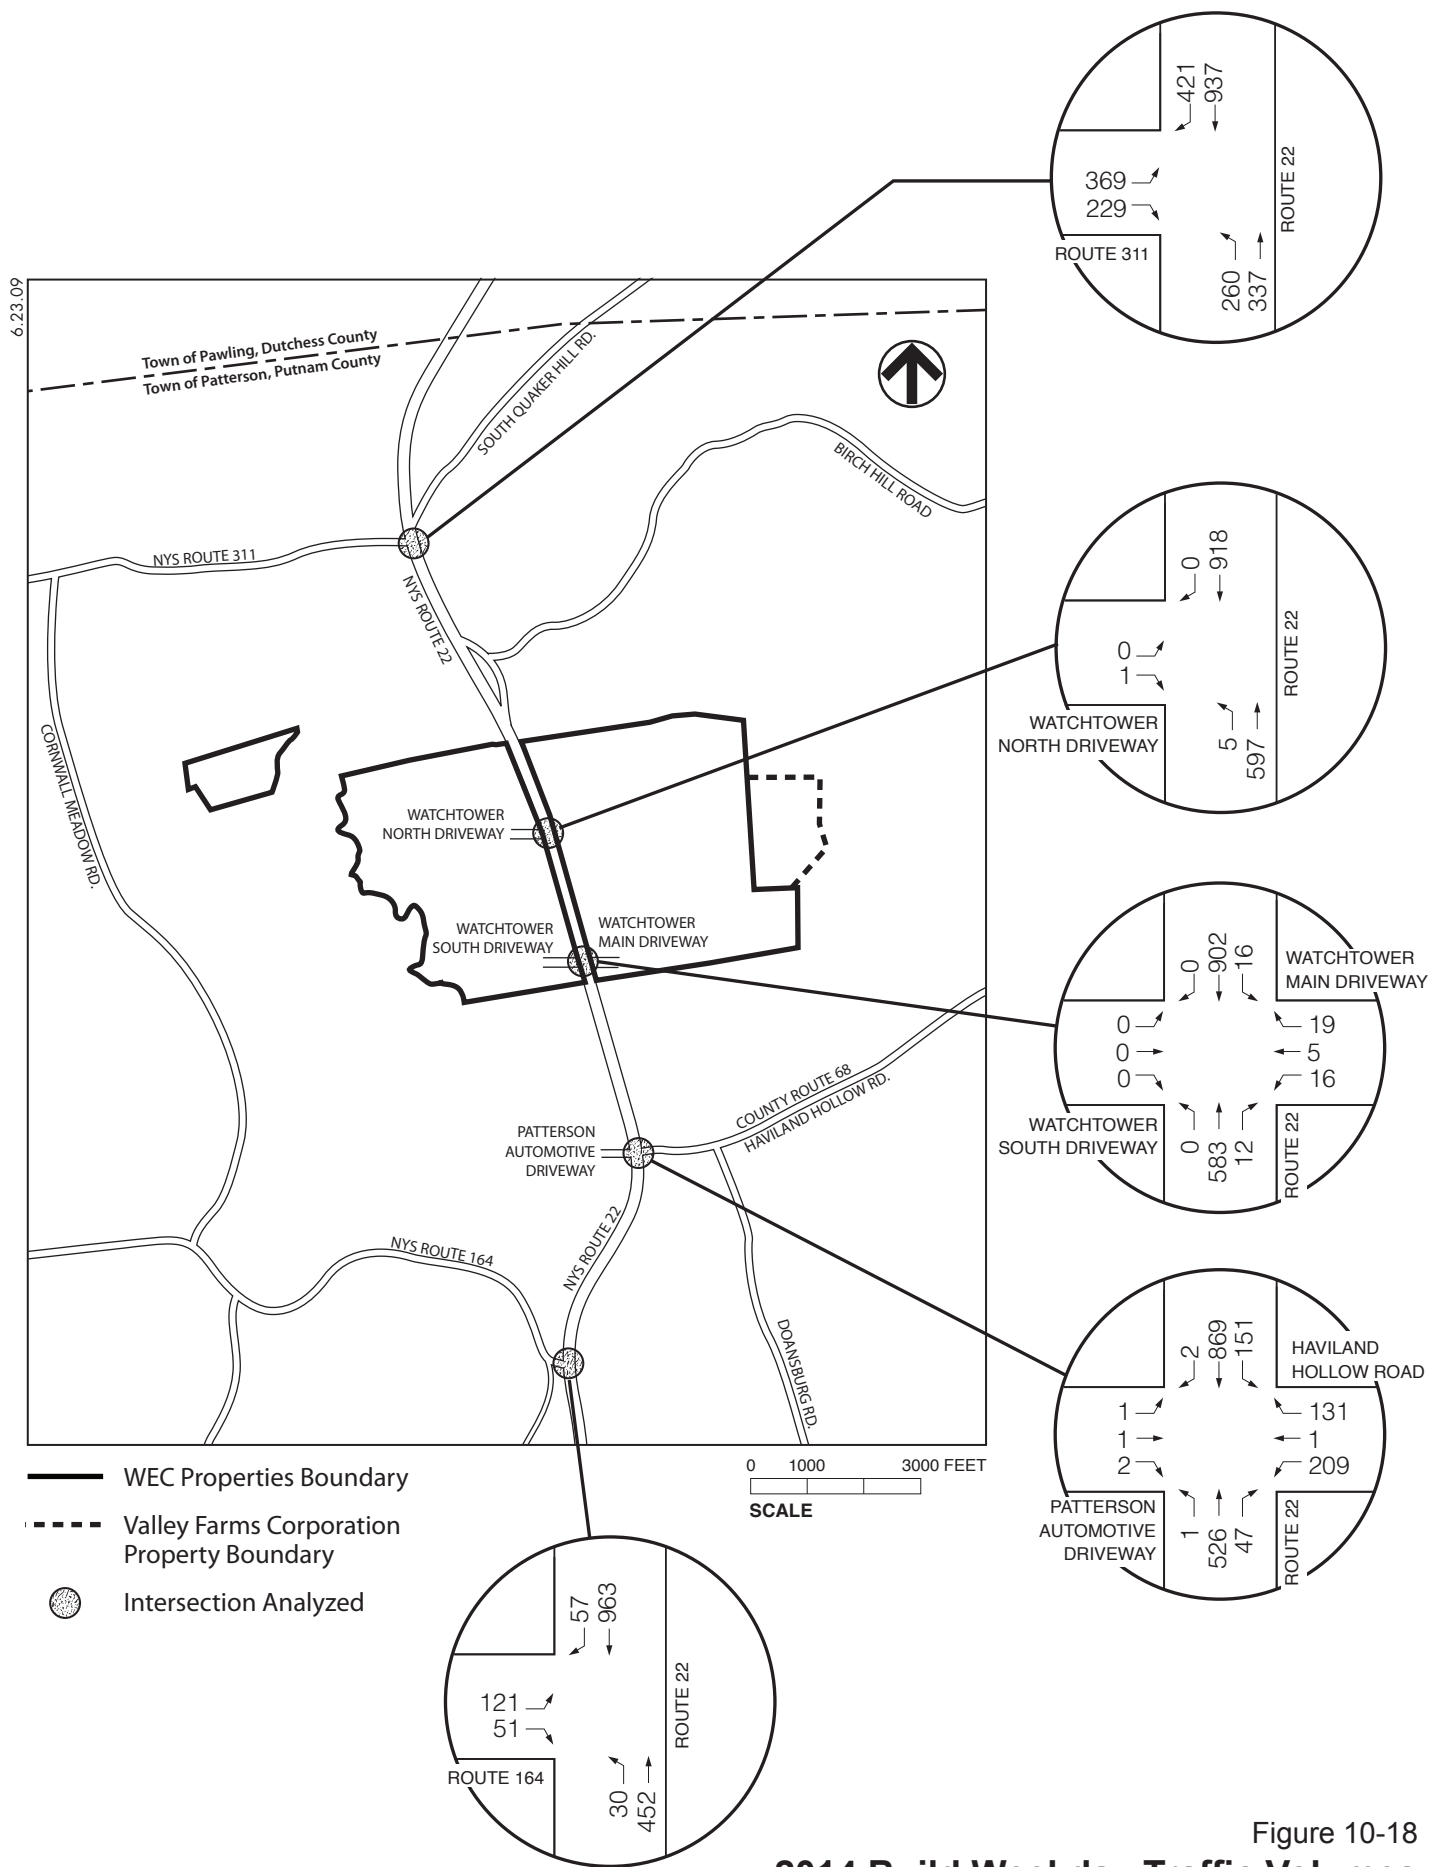 421
937
369
229
ROUTE 311
ROUTE 22
260
337
6.23.09
Town of Pawling, Dutchess County
Town of Patterson, Putnam County
SOUTH QUAKER HILL RD.
BIRCH HILL ROAD
NYS ROUTE 311
NYS ROUTE 22
CORNWALL MEADOW RD.
0
918
0
1
ROUTE 22
WATCHTOWER
NORTH DRIVEWAY
5
597
WATCHTOWER
NORTH DRIVEWAY
WATCHTOWER
SOUTH DRIVEWAY
WATCHTOWER
MAIN DRIVEWAY
0
902
16
WATCHTOWER
MAIN DRIVEWAY
0
0
0
19
5
16
WATCHTOWER
SOUTH DRIVEWAY
0
583
12
ROUTE 22
COUNTY ROUTE 68
HAVILAND HOLLOW RD.
PATTERSON
AUTOMOTIVE
DRIVEWAY
NYS ROUTE 22
NYS ROUTE 164
DOANSBURG RD.
2
869
151
HAVILAND
HOLLOW ROAD
1
1
2
131
1
209
PATTERSON
AUTOMOTIVE
DRIVEWAY
1
526
47
ROUTE 22
WEC Properties Boundary
Valley Farms Corporation
Property Boundary
Intersection Analyzed
0 1000 3000 FEET
SCALE
57
963
121
51
ROUTE 164
ROUTE 22
30
452
Figure 10-18